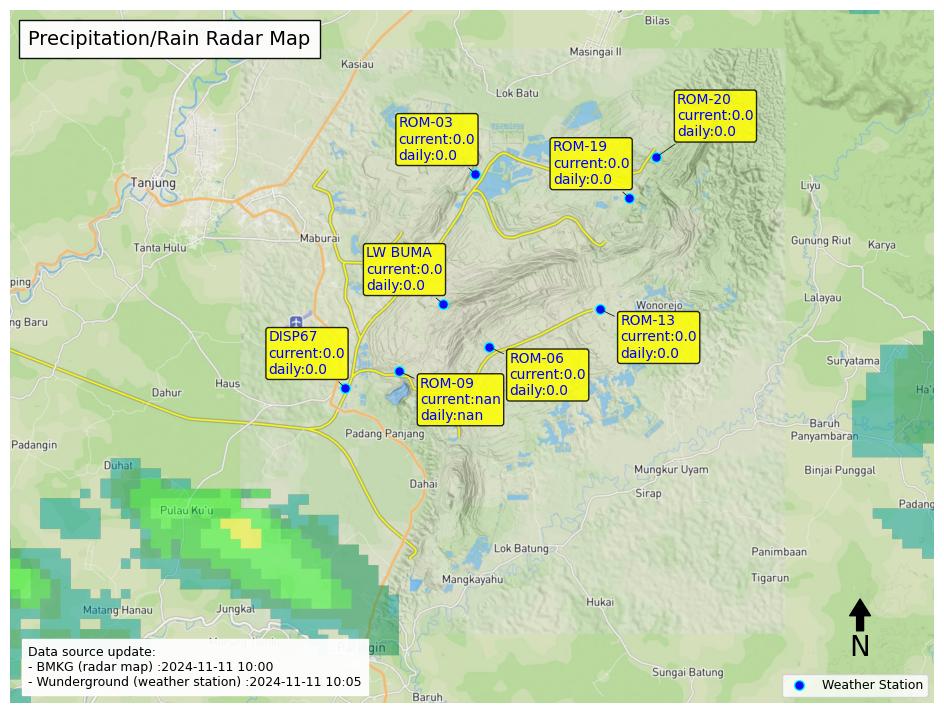 Precipitation/Rain Radar Map
Bilas
Masingai II
Kasiau
Lok Batu
ROM-20
current:0.0
daily:0.0
ROM-03
current:0.0
daily:0.0
ROM-19
current:0.0
daily:0.0
Tanjung
Liyu
Maburai
Tanta Hulu
Gunung Riut
Karya
LW BUMA
current:0.0
daily:0.0
ping
Lalayau
Wonorejo
ng Baru
ROM-13
current:0.0
daily:0.0
DISP67
current:0.0
daily:0.0
ROM-06
current:0.0
daily:0.0
Suryatama
ROM-09
current:nan
daily:nan
Haus
Dahur
Ha'
Baruh
Panyambaran
Padang Panjang
Padangin
Duhat
Mungkur Uyam
Binjai Punggal
Dahai
Sirap
Padang
Pulau Ku'u
Lok Batung
Panimbaan
Mangkayahu
Tigarun
Hukai
Matang Hanau
Jungkal
N
Data source update:
- BMKG (radar map) :2024-11-11 10:00
- Wunderground (weather station) :2024-11-11 10:05
Sungai Batung
Weather Station
Baruh